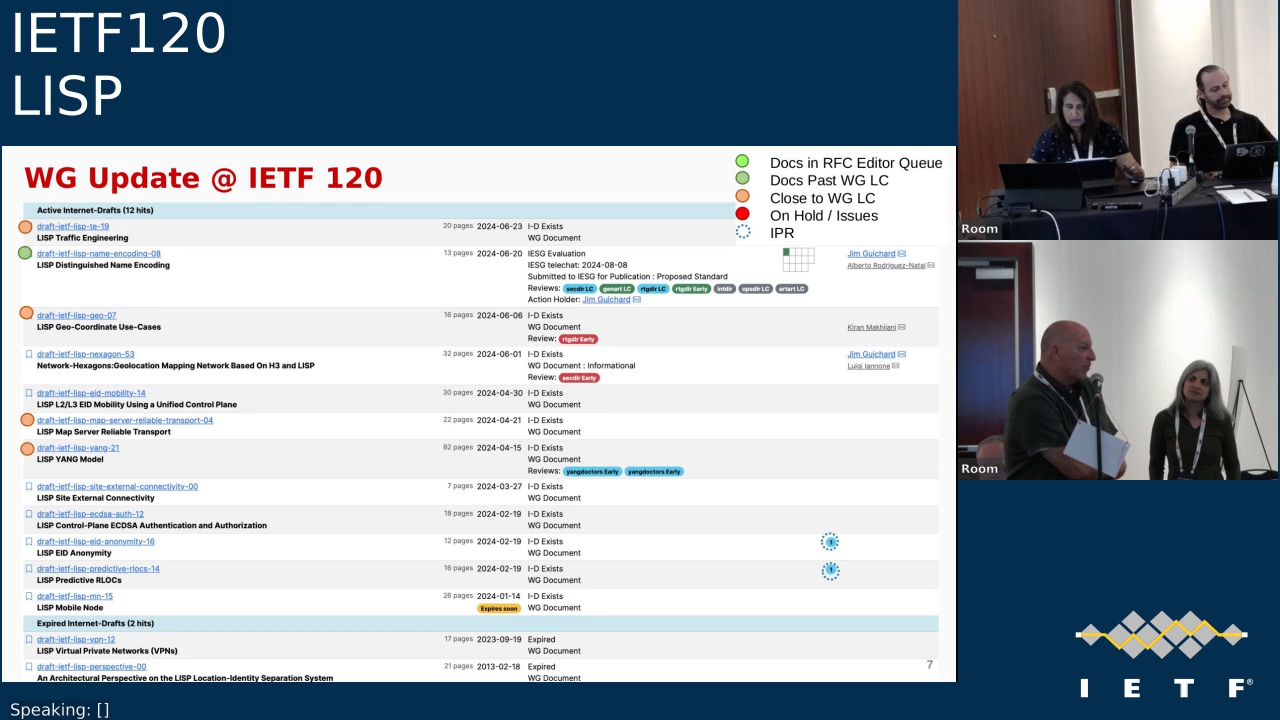 IETF120
LISP
WG Update @ IETF 120
Docs in RFC Editor Queue
Docs Past WG LC
Close to WG LC
On Hold / Issues
IPR
Active Internet-Drafts (12 hits)
draft-ietf-lisp-te-19 20 pages 2024-06-23 I-D Exists
LISP Traffic Engineering WG Document
draft-ietf-lisp-name-encoding-08 13 pages 2024-06-20 IESG Evaluation Jim Guichard
LISP Distinguished Name Encoding IESG telechat: 2024-08-08 Alberto Rodriguez-Natal
Submitted to IESG for Publication : Proposed Standard
Reviews: secdir LC genart LC rtgdir LC rtgdir Early intdir opsdir LC artart LC
Action Holder: Jim Guichard
draft-ietf-lisp-geo-07 16 pages 2024-06-06 I-D Exists
LISP Geo-Coordinate Use-Cases WG Document Kiran Makhijani
Review: rtgdir Early
draft-ietf-lisp-nexagon-53 32 pages 2024-06-01 I-D Exists Jim Guichard
Network-Hexagons:Geolocation Mapping Network Based On H3 and LISP WG Document : Informational Luigi Iannone
Review: secdir Early
draft-ietf-lisp-eid-mobility-14 30 pages 2024-04-30 I-D Exists
LISP L2/L3 EID Mobility Using a Unified Control Plane WG Document
draft-ietf-lisp-map-server-reliable-transport-04 22 pages 2024-04-21 I-D Exists
LISP Map Server Reliable Transport WG Document
draft-ietf-lisp-yang-21 82 pages 2024-04-15 I-D Exists
LISP YANG Model WG Document
Reviews: yangdoctors Early yangdoctors Early
draft-ietf-lisp-site-external-connectivity-00 7 pages 2024-03-27 I-D Exists
LISP Site External Connectivity WG Document
draft-ietf-lisp-ecdsa-auth-12 18 pages 2024-02-19 I-D Exists
LISP Control-Plane ECDSA Authentication and Authorization WG Document
draft-ietf-lisp-eid-anonymity-16 12 pages 2024-02-19 I-D Exists 1
LISP EID Anonymity WG Document
draft-ietf-lisp-predictive-rlocs-14 16 pages 2024-02-19 I-D Exists 1
LISP Predictive RLOCs WG Document
draft-ietf-lisp-mn-15 26 pages 2024-01-14 I-D Exists
LISP Mobile Node Expires soon WG Document
Expired Internet-Drafts (2 hits)
draft-ietf-lisp-vpn-12 17 pages 2023-09-19 Expired
LISP Virtual Private Networks (VPNs) WG Document
draft-ietf-lisp-perspective-00 21 pages 2013-02-18 Expired
An Architectural Perspective on the LISP Location-Identity Separation System WG Document
7
Room
Room
I E T F®
Speaking: []